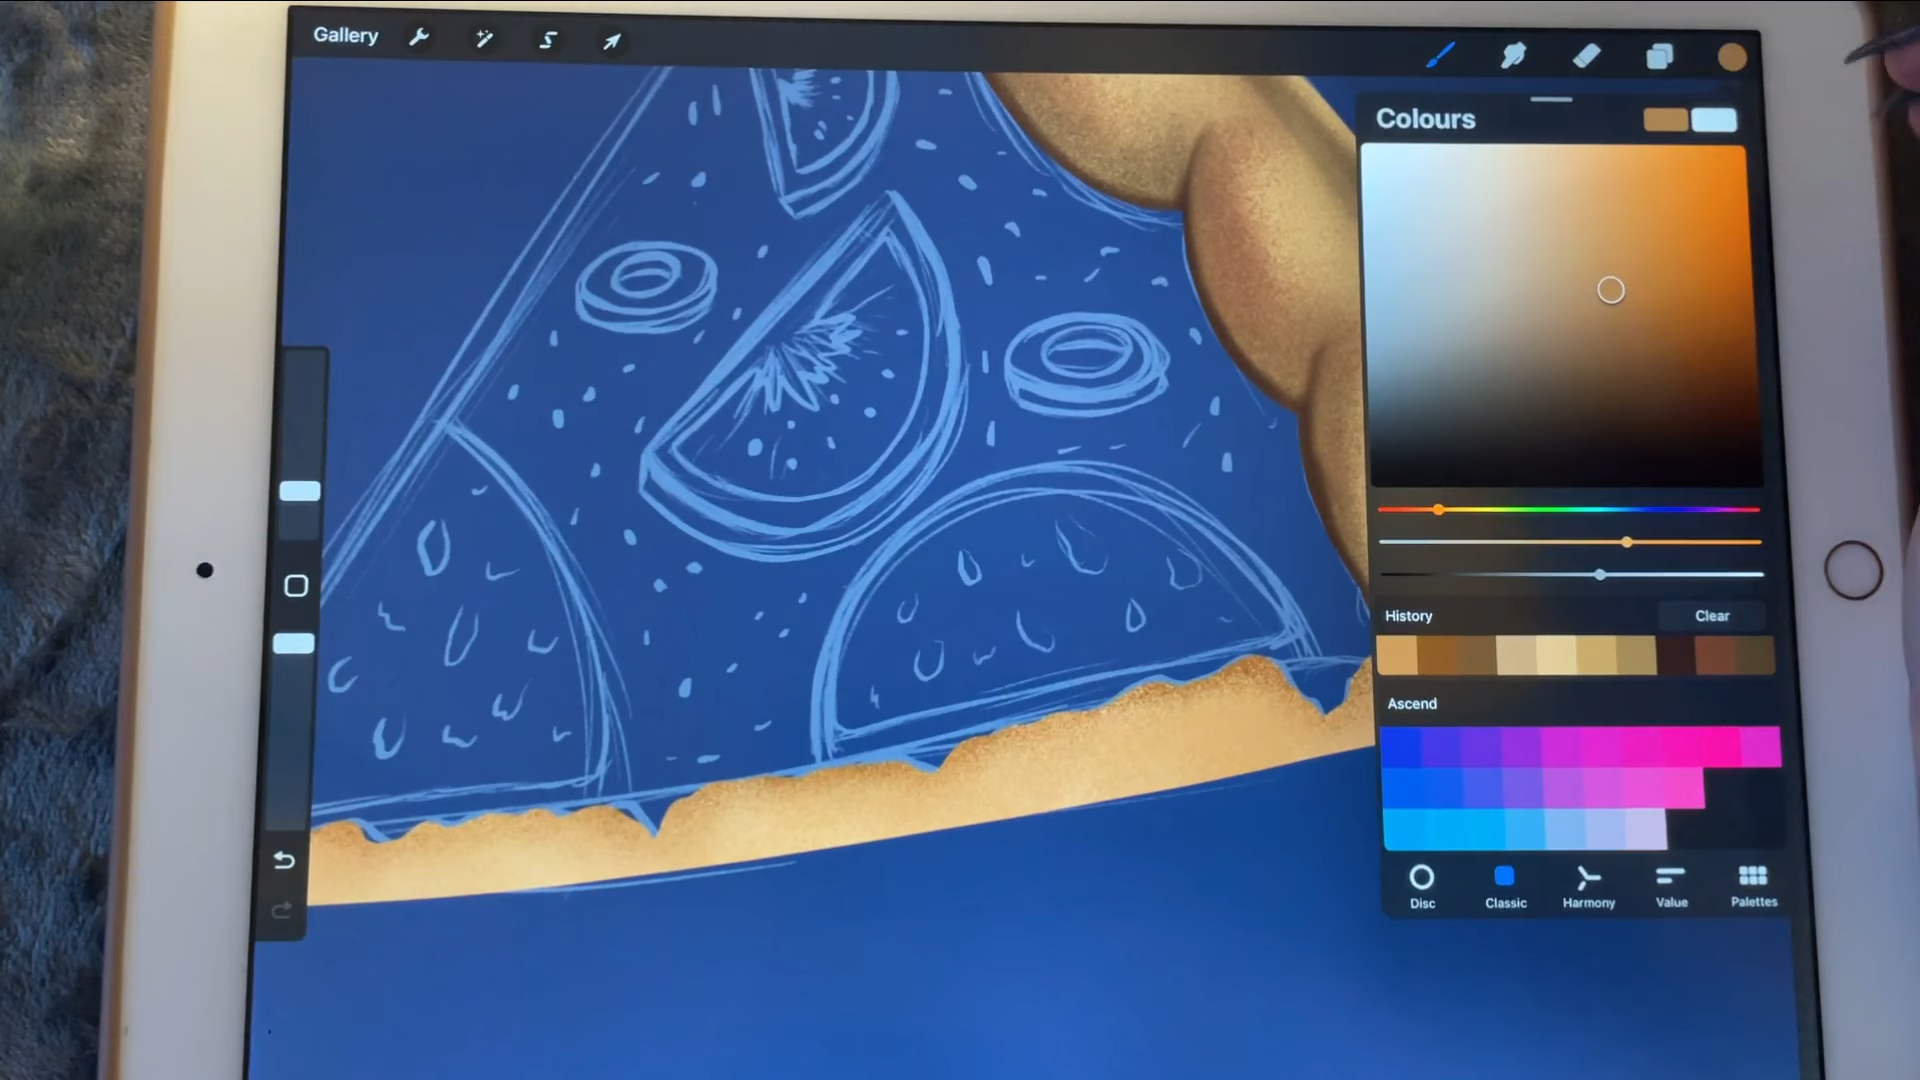 Gallery
Colours
History Clear
Ascend
Disc Classic Harmony Value Palettes